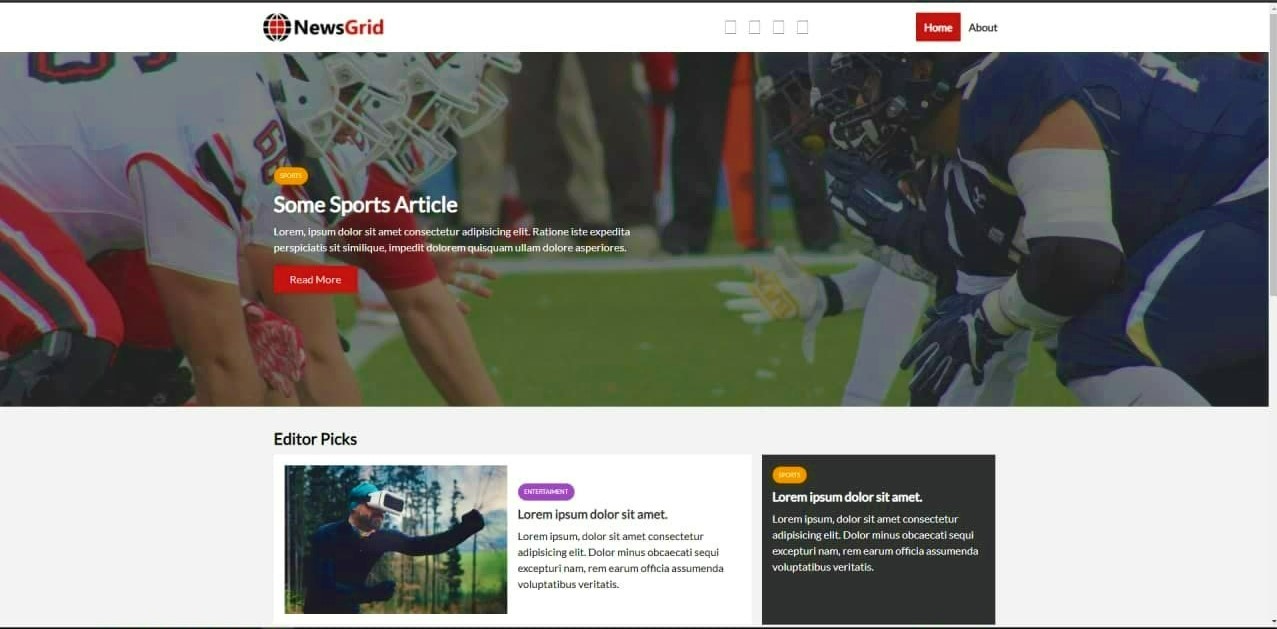 NewsGrid
Home About
SPORTS
Some Sports Article
Lorem, ipsum dolor sit amet consectetur adipisicing elit. Ratione iste expedita
perspiciatis sit similique, impedit dolorem quisquam ullam dolore asperiores.
Read More
Editor Picks
ENTERTAIMENT
Lorem ipsum dolor sit amet.
Lorem ipsum, dolor sit amet consectetur
adipisicing elit. Dolor minus obcaecati sequi
excepturi nam, rem earum officia assumenda
voluptatibus veritatis.
SPORTS
Lorem ipsum dolor sit amet.
Lorem ipsum, dolor sit amet consectetur
adipisicing elit. Dolor minus obcaecati sequi
excepturi nam, rem earum officia assumenda
voluptatibus veritatis.